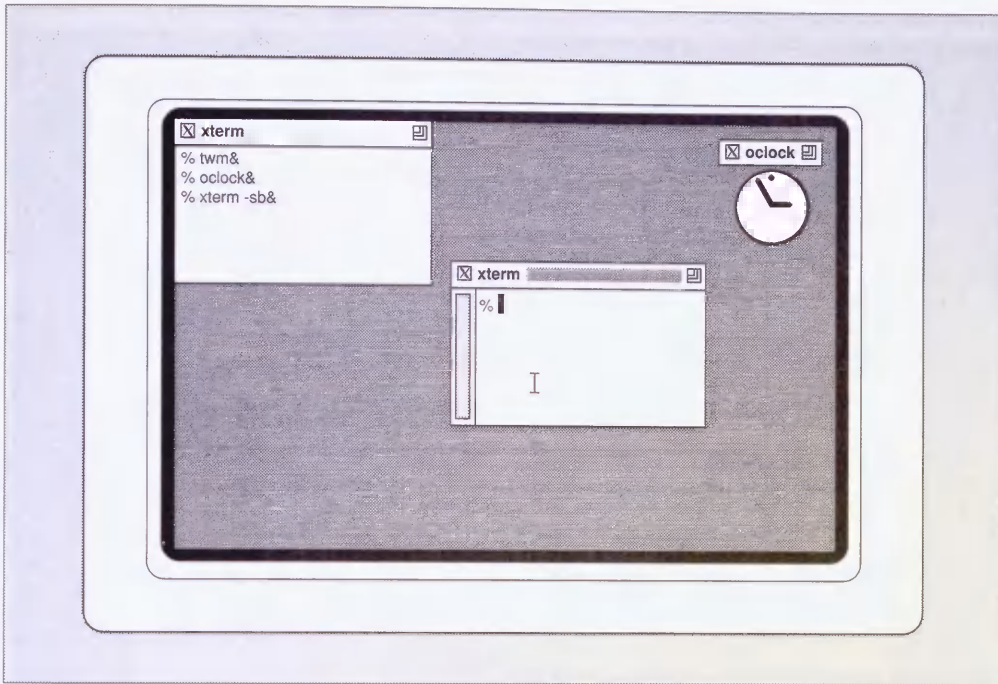 xterm
% twm&
% oclock&
% xterm -sb&
oclock
xterm
%